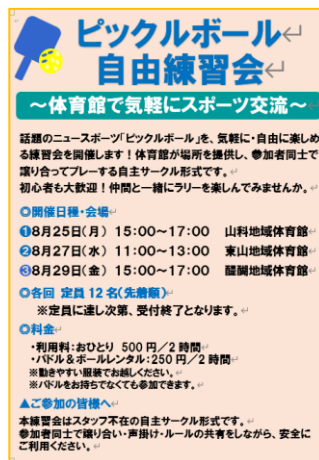 ピックルボール
自由練習会
～体育館で気軽にスポーツ交流～
話題のニュースポーツ「ピックルボール」を、気軽に・自由に楽しめ
る練習会を開催します！体育館が場所を提供し、参加者同士で
譲り合ってプレーする自主サークル形式です。
初心者も大歓迎！仲間と一緒にラリーを楽しんでみませんか。
◎開催日程・会場
❶8月25日(月) 15:00～17:00 山科地域体育館
❷8月27日(水) 11:00～13:00 東山地域体育館
❸8月29日(金) 15:00～17:00 醍醐地域体育館
◎各回 定員12名(先着順)
※定員に達し次第、受付終了となります。
◎料金
・利用料:おひとり 500円／2時間
・パドル＆ボールレンタル:250円／2時間
※動きやすい服装でお越しください。
※パドルをお持ちでなくても参加できます。
▲ご参加の皆様へ
本練習会はスタッフ不在の自主サークル形式です。
参加者同士で譲り合い・声掛け・ルールの共有をしながら、安全に
ご利用ください。